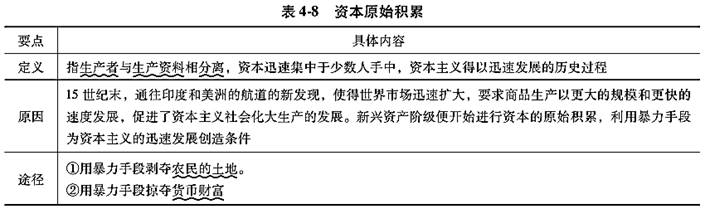 表 4-8 资本原始积累
要点 具体内容
定义 指生产者与生产资料相分离，资本迅速集中于少数人手中，资本主义得以迅速发展的历史过程
15 世纪末，通往印度和美洲的航道的新发现，使得世界市场迅速扩大，要求商品生产以更大的规模和更快的
原因 速度发展，促进了资本主义社会化大生产的发展。新兴资产阶级便开始进行资本的原始积累，利用暴力手段
为资本主义的迅速发展创造条件
途径 ①用暴力手段剥夺农民的土地。
②用暴力手段掠夺货币财富